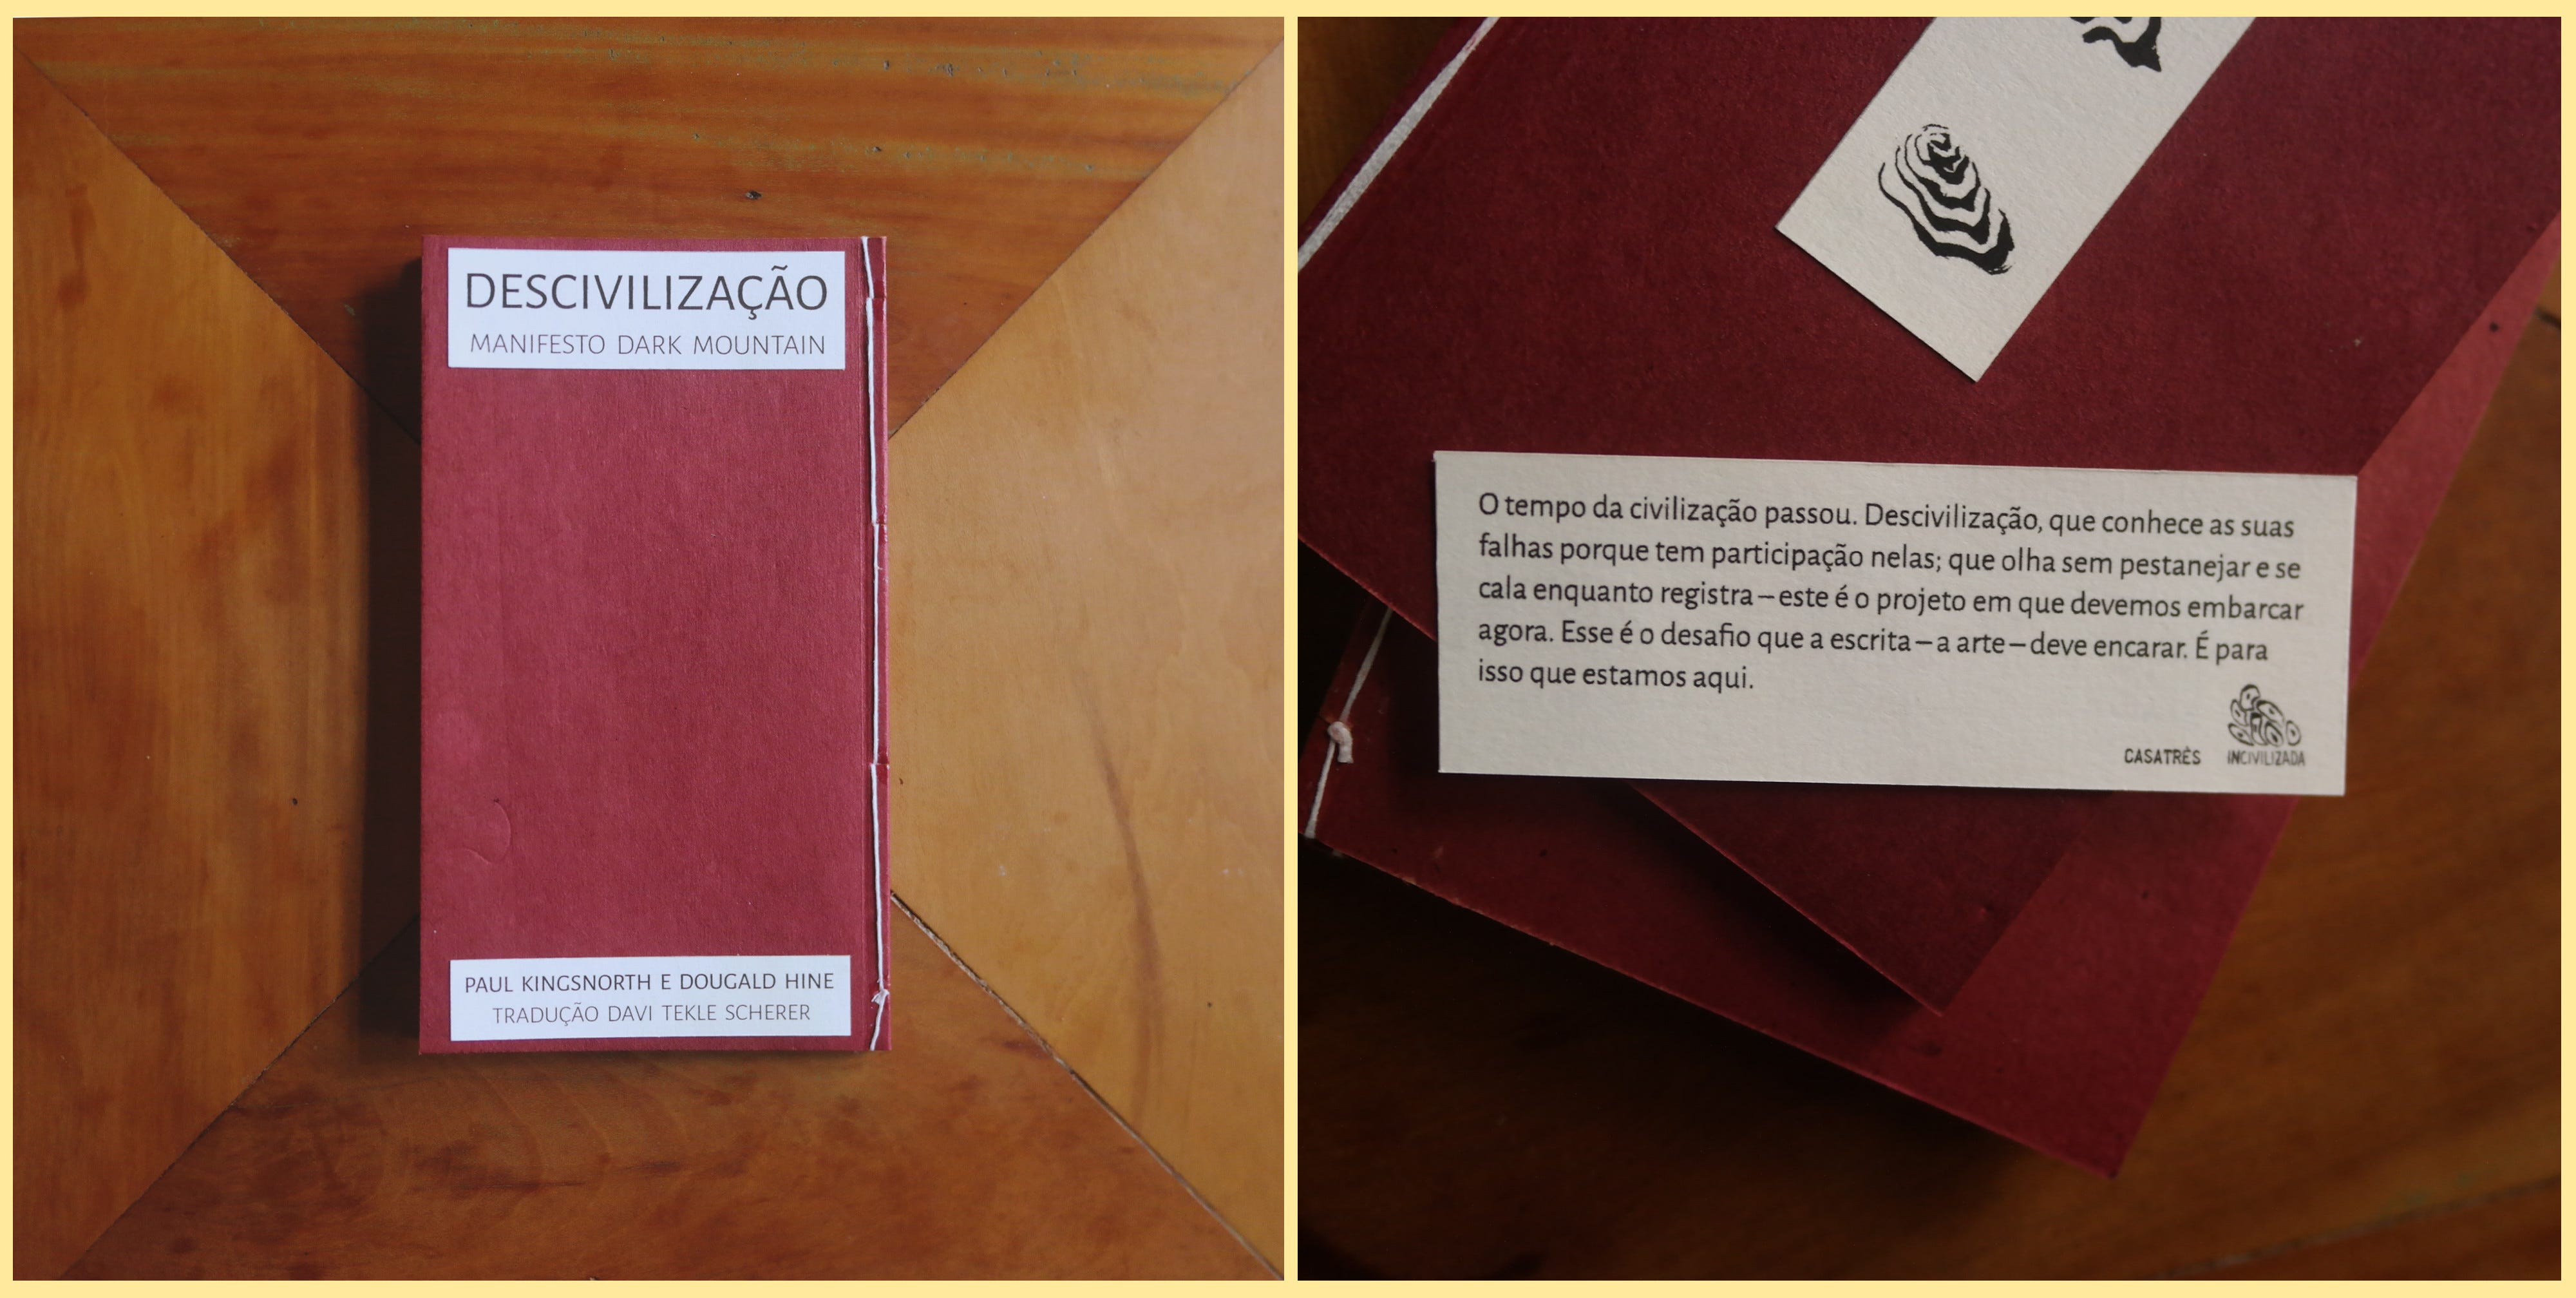 DESCIVILIZAÇÃO
MANIFESTO DARK MOUNTAIN
PAUL KINGSNORTH E DOUGALD HINE
TRADUÇÃO DAVI TEKLE SCHERER
O tempo da civilização passou. Descivilização, que conhece as suas
falhas porque tem participação nelas; que olha sem pestanejar e se
cala enquanto registra – este é o projeto em que devemos embarcar
agora. Esse é o desafio que a escrita – a arte – deve encarar. É para
isso que estamos aqui.
CASATRÊS
INCIVILIZADA